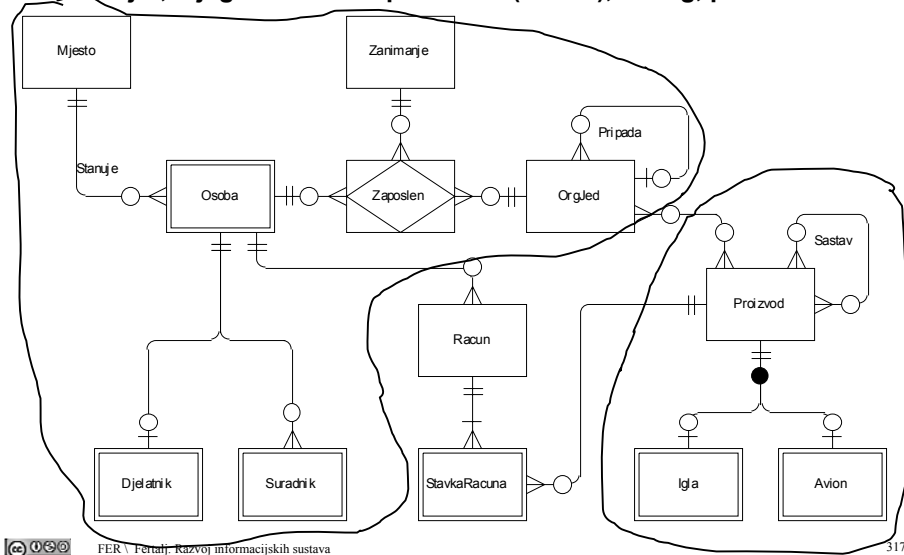 Mjesto
Zanimanje
Pripada
Stanuje
Osoba
Zaposlen
OrgJed
Sastav
Proizvod
Racun
Djelatnik
Suradnik
StavkaRacuna
Igla
Avion
FER \ Fertalj: Razvoj informacijskih sustava
317